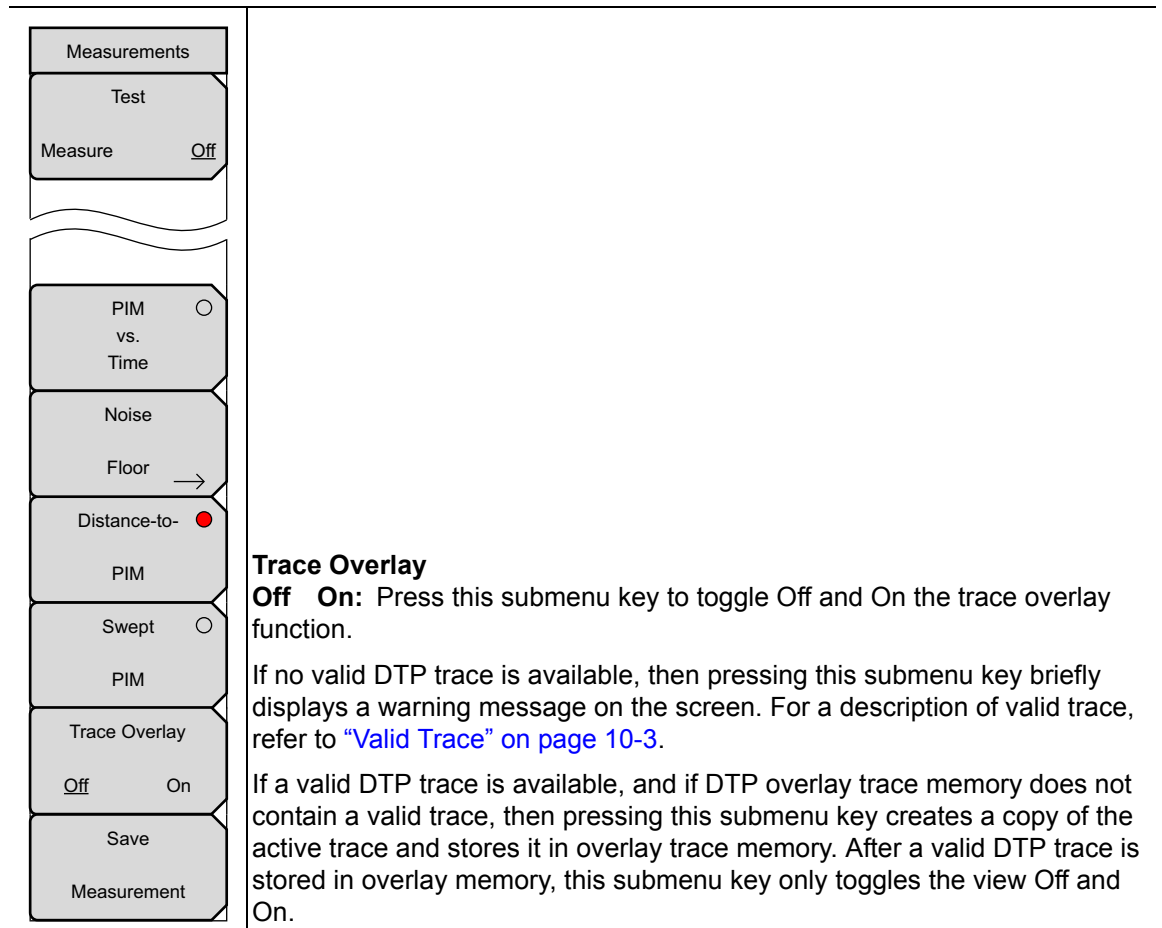 Measurements
Test
Measure Off
PIM
vs.
Time
Noise
Floor
Distance-to-
PIM
Swept
PIM
Trace Overlay
Off On
Save
Measurement
Trace Overlay
Off On: Press this submenu key to toggle Off and On the trace overlay
function.
If no valid DTP trace is available, then pressing this submenu key briefly
displays a warning message on the screen. For a description of valid trace,
refer to “Valid Trace” on page 10-3.
If a valid DTP trace is available, and if DTP overlay trace memory does not
contain a valid trace, then pressing this submenu key creates a copy of the
active trace and stores it in overlay trace memory. After a valid DTP trace is
stored in overlay memory, this submenu key only toggles the view Off and
On.